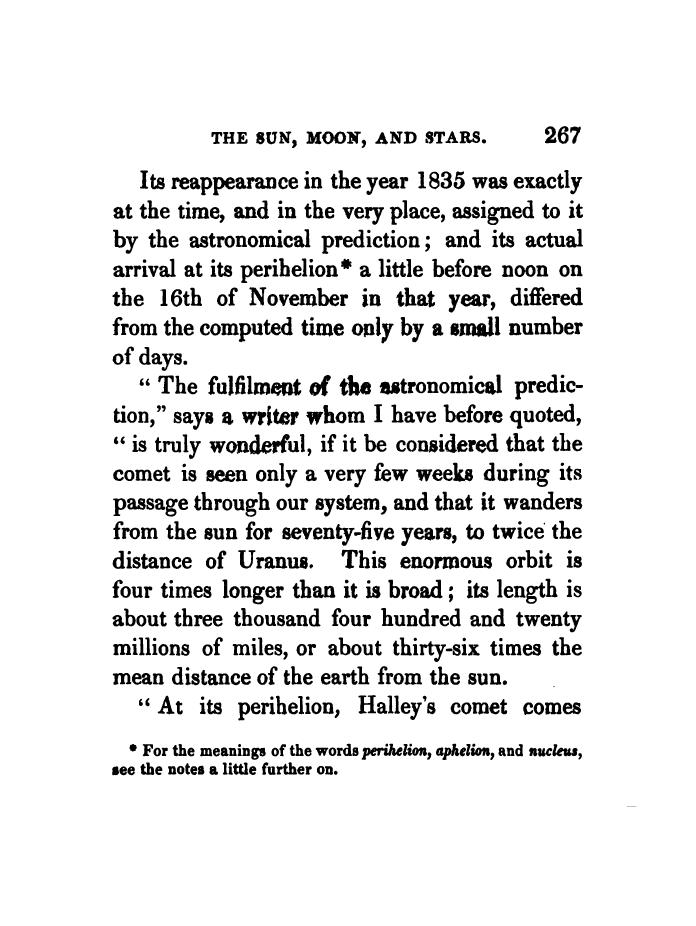 THE SUN, MOON, AND STARS. 267
Its reappearance in the year 1835 was exactly
at the time, and in the very place, assigned to it
by the astronomical prediction; and its actual
arrival at its perihelion* a little before noon on
the 16th of November in that year, differed
from the computed time only by a small number
of days.
“ The fulfilment of the astronomical predic-
tion,” says a writer whom I have before quoted,
“ is truly wonderful, if it be considered that the
comet is seen only a very few weeks during its
passage through our system, and that it wanders
from the sun for seventy-five years, to twice the
distance of Uranus. This enormous orbit is
four times longer than it is broad; its length is
about three thousand four hundred and twenty
millions of miles, or about thirty-six times the
mean distance of the earth from the sun.
“ At its perihelion, Halley's comet comes
* For the meanings of the words perihelion, aphelion, and nucleus,
see the notes a little further on.